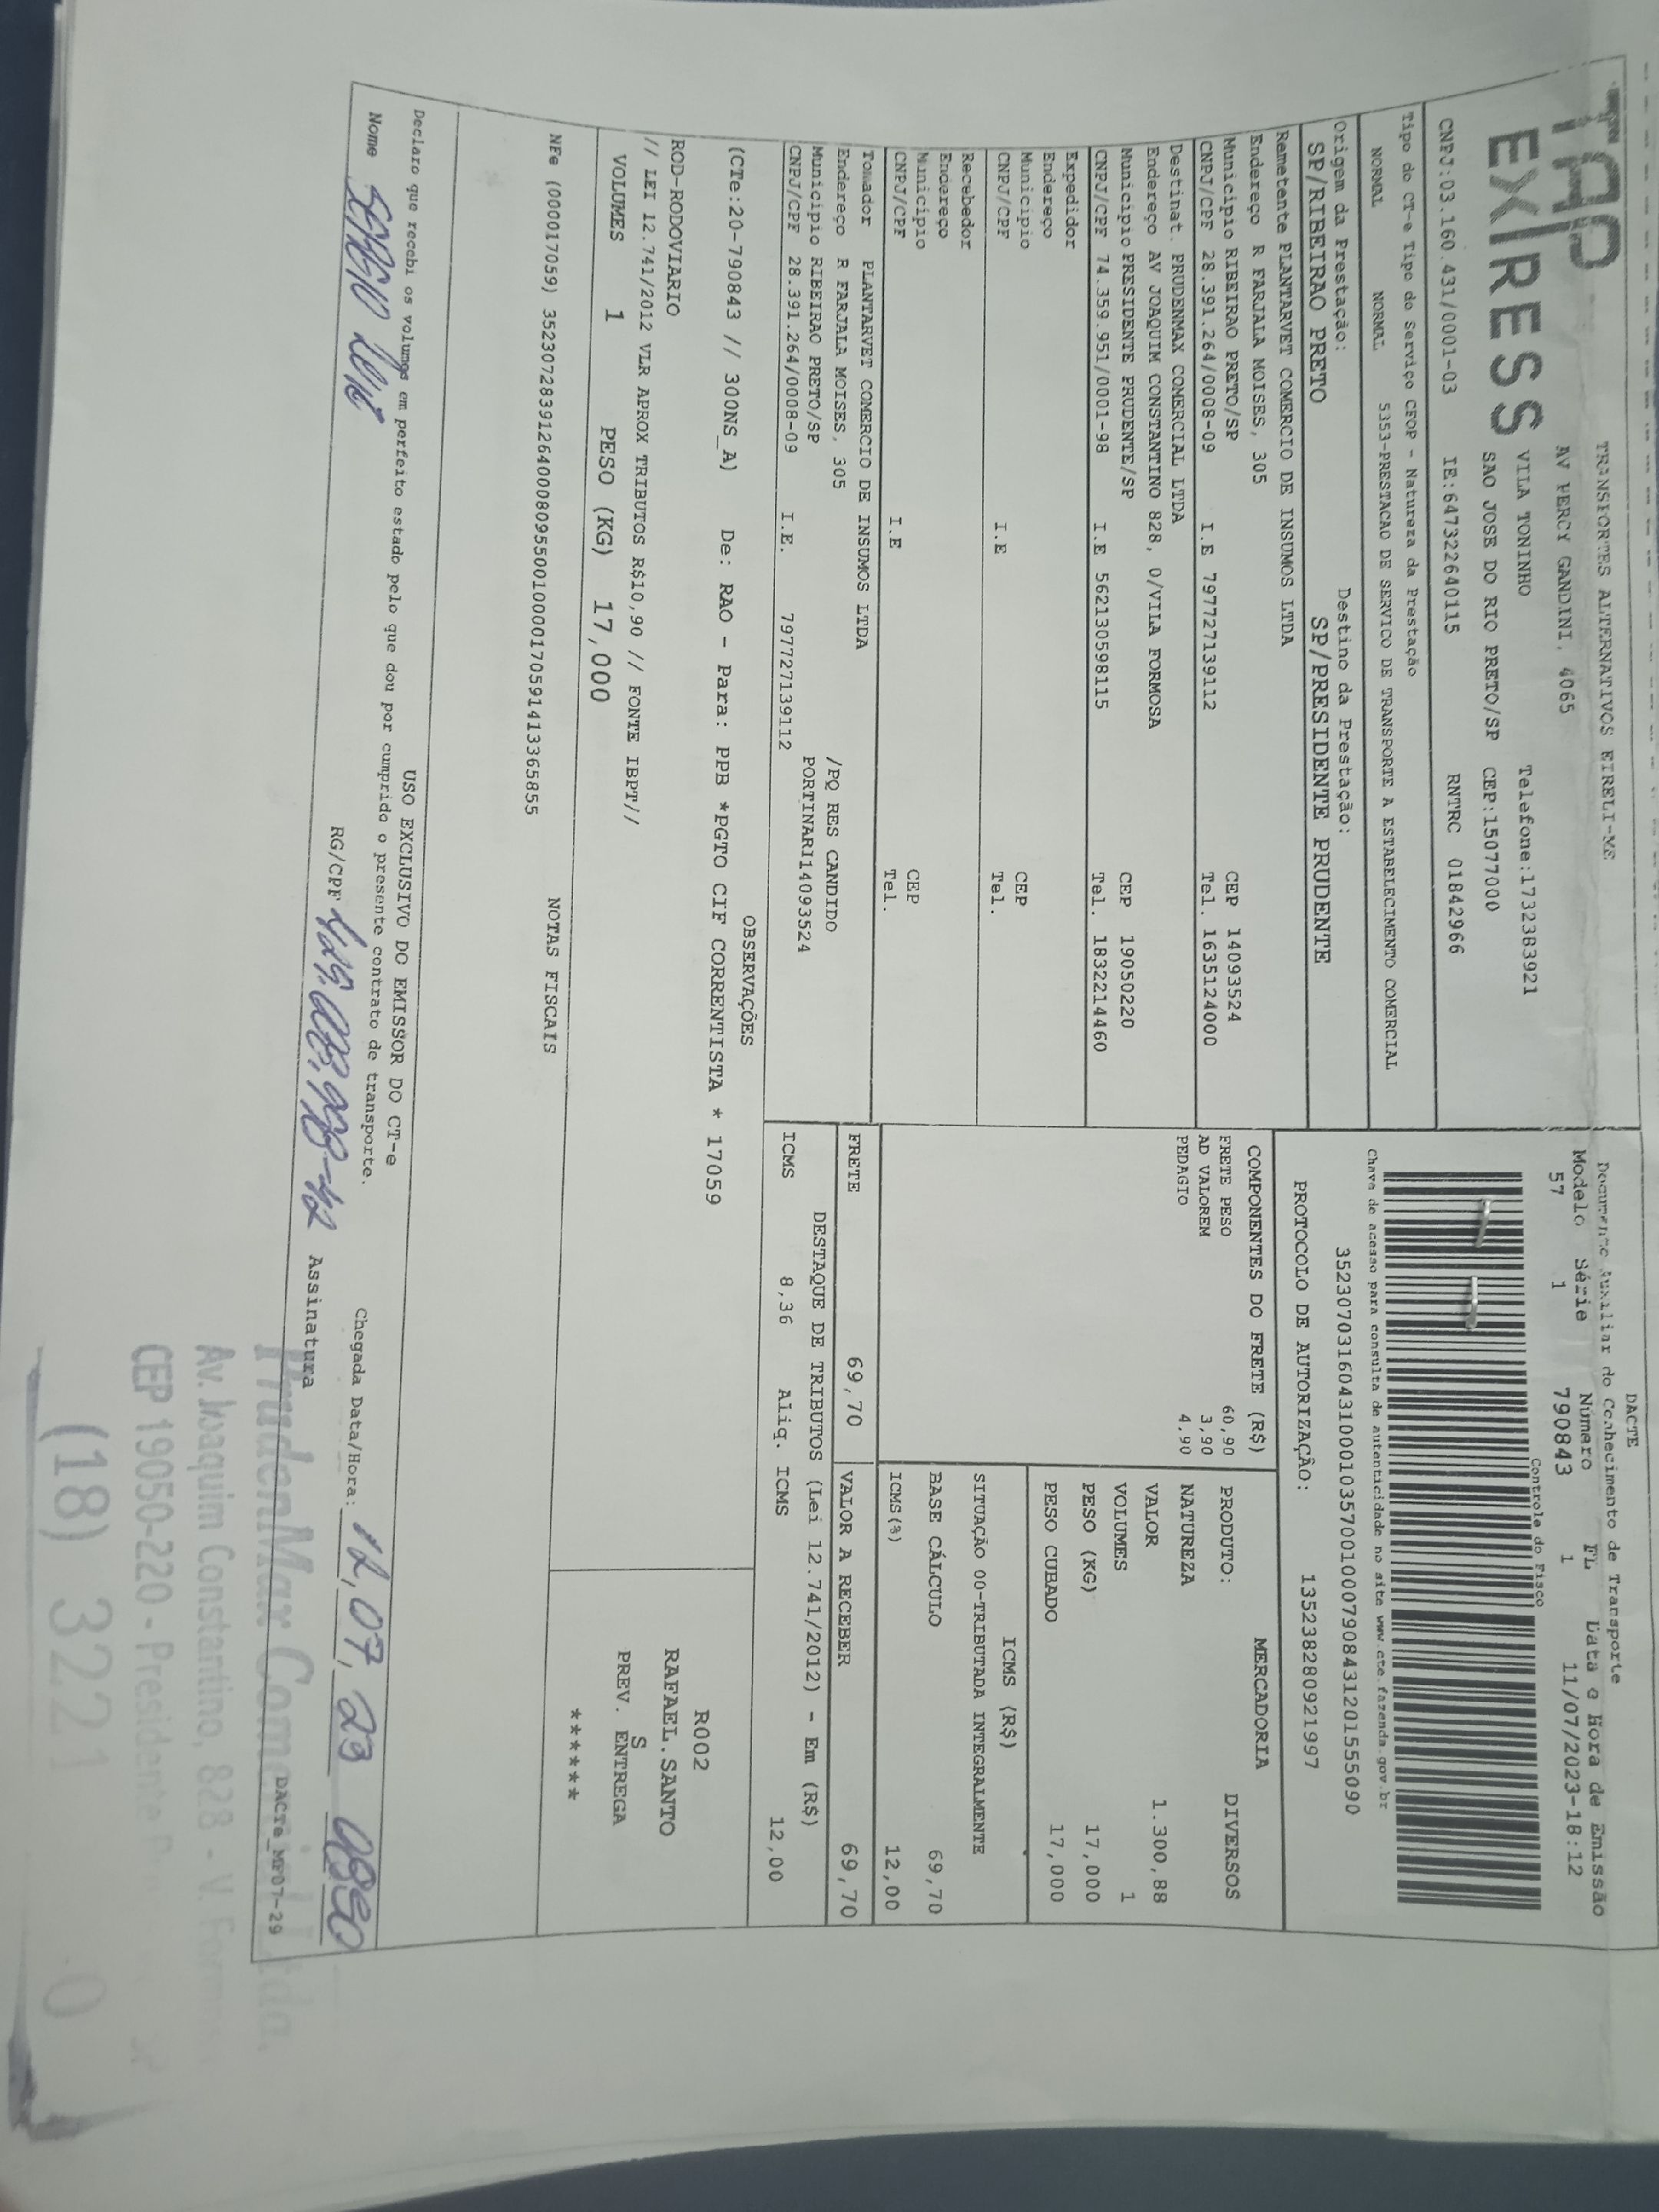 TAP
EXPRESS
TRANSPORTES ALTERNATIVOS EIRELI-ME
AV PERCY GANDINI, 4065
VILA TONINHO Telefone:1732383921
SAO JOSE DO RIO PRETO/SP CEP:15077000
CNPJ:03.160.431/0001-03 IE:647322640115 RNTRC 01842966
DACTE
Documento Auxiliar do Conhecimento de Transporte
Modelo Série Número FL Data e Hora de Emissão
57 1 790843 1 11/07/2023-18:12
Controle do Fisco
Chave de acesso para consulta de autenticidade no site www.cte.fazenda.gov.br
35230703160431000103570010007908431201555090
PROTOCOLO DE AUTORIZAÇÃO: 135238280921997
Tipo do CT-e Tipo do Serviço CFOP - Natureza da Prestação
NORMAL NORMAL 5353-PRESTACAO DE SERVICO DE TRANSPORTE A ESTABELECIMENTO COMERCIAL
Origem da Prestação: Destino da Prestação:
SP/RIBEIRAO PRETO SP/PRESIDENTE PRUDENTE
Remetente PLANTARVET COMERCIO DE INSUMOS LTDA
Endereço R FARJALA MOISES, 305
Municipio RIBEIRAO PRETO/SP CEP 14093524
CNPJ/CPF 28.391.264/0008-09 I.E 797727139112 Tel. 1635124000
Destinat. PRUDENMAX COMERCIAL LTDA
Endereço AV JOAQUIM CONSTANTINO 828, 0/VILA FORMOSA
Municipio PRESIDENTE PRUDENTE/SP CEP 19050220
CNPJ/CPF 74.359.951/0001-98 I.E 562130598115 Tel. 1832214460
Expedidor
Endereço
Municipio CEP
CNPJ/CPF I.E Tel.
Recebedor
Endereço
Municipio CEP
CNPJ/CPF I.E Tel.
Tomador PLANTARVET COMERCIO DE INSUMOS LTDA
Endereço R FARJALA MOISES, 305 /PQ RES CANDIDO
Municipio RIBEIRAO PRETO/SP PORTINARI14093524
CNPJ/CPF 28.391.264/0008-09 I.E. 797727139112
COMPONENTES DO FRETE (R$)
FRETE PESO 60,90
AD VALOREM 3,90
PEDAGIO 4,90
MERCADORIA
PRODUTO: DIVERSOS
NATUREZA
VALOR 1.300,88
VOLUMES 1
PESO (KG) 17,000
PESO CUBADO 17,000
ICMS (R$)
SITUAÇÃO 00-TRIBUTADA INTEGRALMENTE
BASE CÁLCULO 69,70
ICMS(%) 12,00
FRETE 69,70 VALOR A RECEBER 69,70
DESTAQUE DE TRIBUTOS (Lei 12.741/2012) - Em (R$)
ICMS 8,36 Aliq. ICMS 12,00
OBSERVAÇÕES
(CTe:20-790843 // 300NS_A) De: RAO - Para: PPB *PGTO CIF CORRENTISTA * 17059
ROD-RODOVIARIO
// LEI 12.741/2012 VLR APROX TRIBUTOS R$10,90 // FONTE IBPT//
VOLUMES 1 PESO (KG) 17,000
R002
RAFAEL.SANTO
S
PREV. ENTREGA
******
NOTAS FISCAIS
NFe (000017059) 35230728391264000809550010000170591413365855
USO EXCLUSIVO DO EMISSOR DO CT-e
Declaro que recebi os volumes em perfeito estado pelo que dou por cumprido o presente contrato de transporte.
Nome SERGIO RG/CPF Chegada Data/Hora: 12,07,23
Assinatura
DACTE_MF07-29
PrudenMax Comercial Ltda.
Av. Joaquim Constantino, 828 - V. Formosa
CEP 19050-220 - Presidente
(18) 3221 0